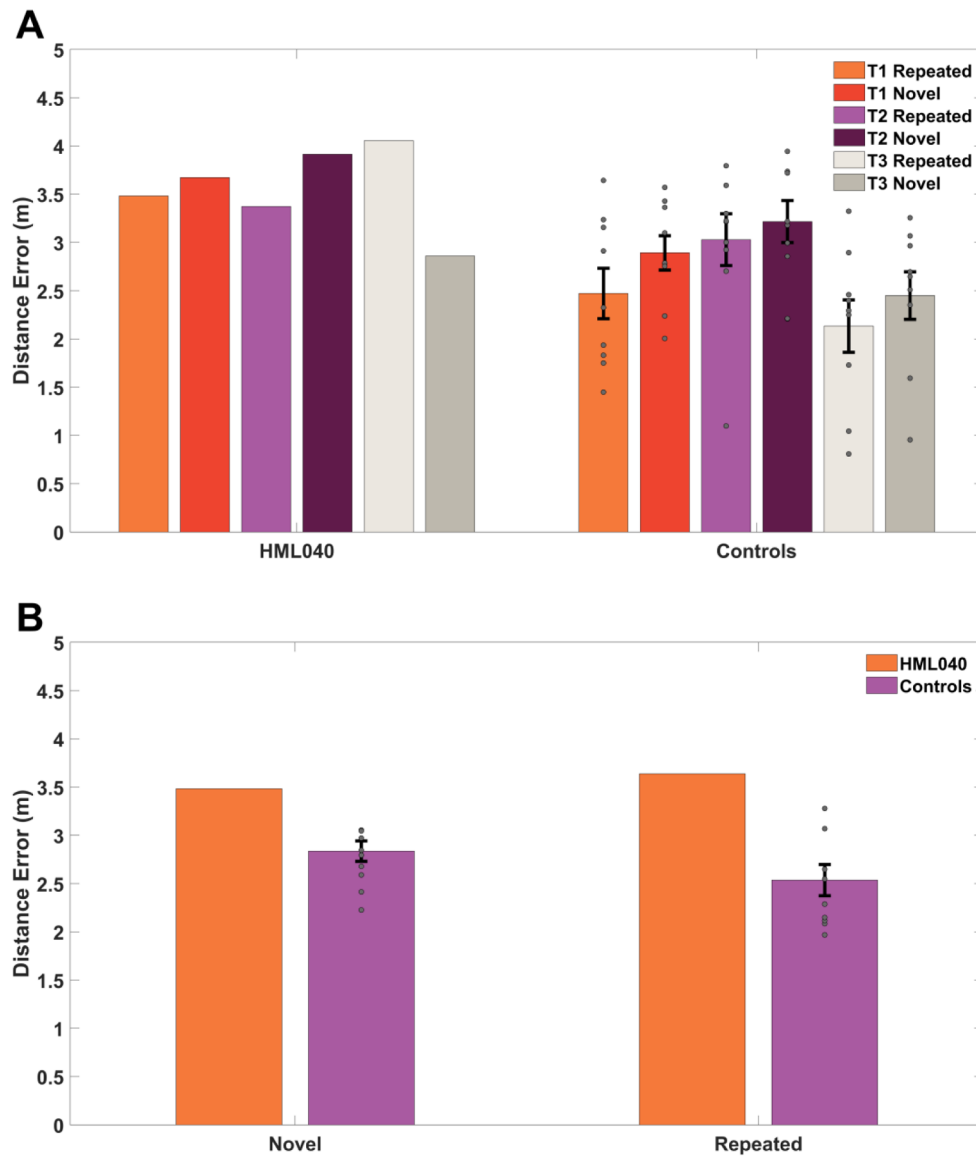 A
5
4.5
4
3.5
3
2.5
2
1.5
1
0.5
0
Distance Error (m)
T1 Repeated
T1 Novel
T2 Repeated
T2 Novel
T3 Repeated
T3 Novel
HML040
Controls
B
5
4.5
4
3.5
3
2.5
2
1.5
1
0.5
0
Distance Error (m)
HML040
Controls
Novel
Repeated